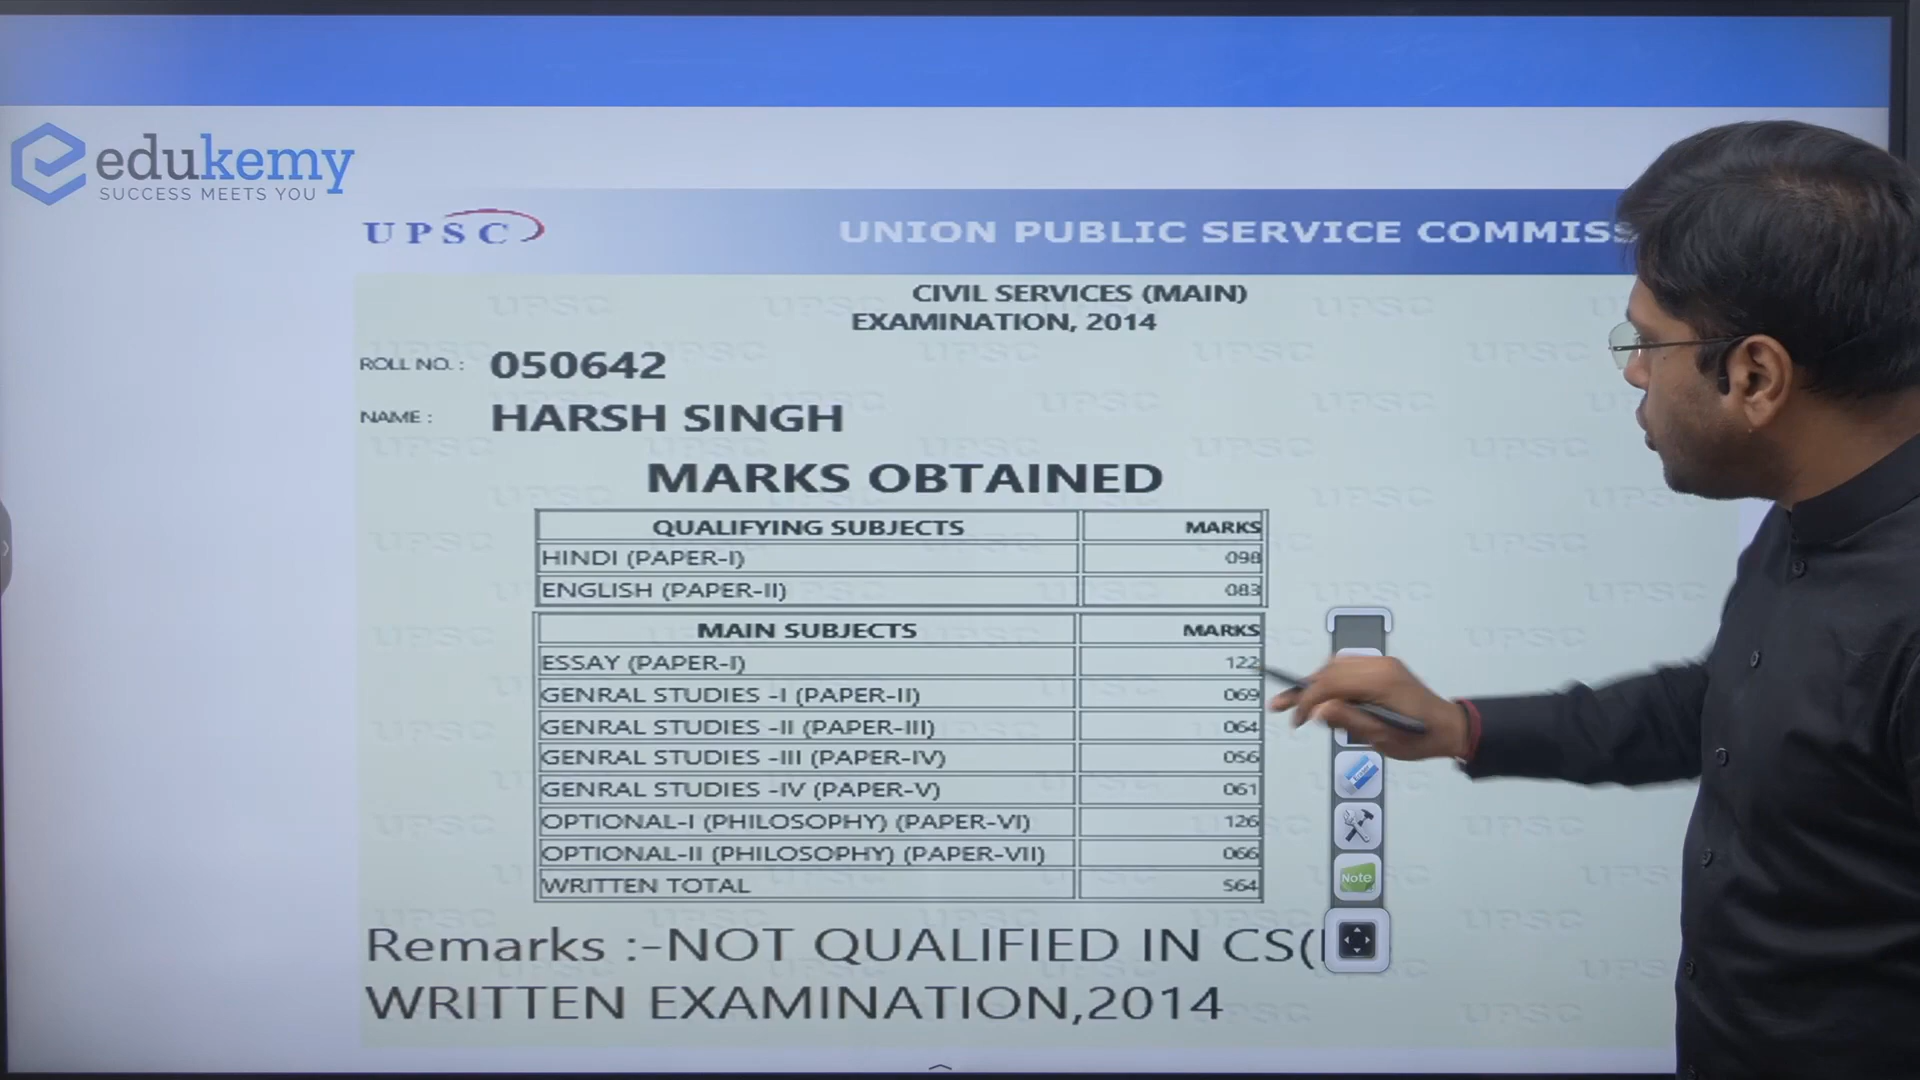 edukemy
SUCCESS MEETS YOU
UPSC
UNION PUBLIC SERVICE COMMISS
CIVIL SERVICES (MAIN)
EXAMINATION, 2014
ROLL NO. : 050642
NAME : HARSH SINGH
MARKS OBTAINED
QUALIFYING SUBJECTS MARKS
HINDI (PAPER-I) 098
ENGLISH (PAPER-II) 083
MAIN SUBJECTS MARKS
ESSAY (PAPER-I) 122
GENRAL STUDIES -I (PAPER-II) 069
GENRAL STUDIES -II (PAPER-III) 064
GENRAL STUDIES -III (PAPER-IV) 056
GENRAL STUDIES -IV (PAPER-V) 061
OPTIONAL-I (PHILOSOPHY) (PAPER-VI) 126
OPTIONAL-II (PHILOSOPHY) (PAPER-VII) 066
WRITTEN TOTAL 564
Note
Remarks :-NOT QUALIFIED IN CS(
WRITTEN EXAMINATION,2014